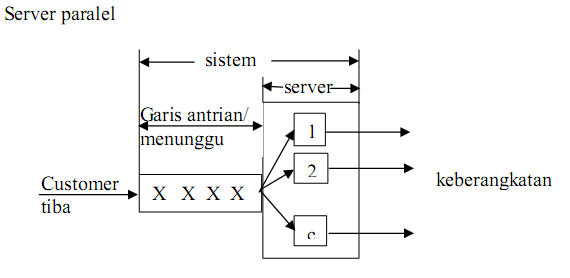 Server paralel
sistem
server
Garis antrian/
menunggu
1
2
Customer
tiba
X X X X
keberangkatan